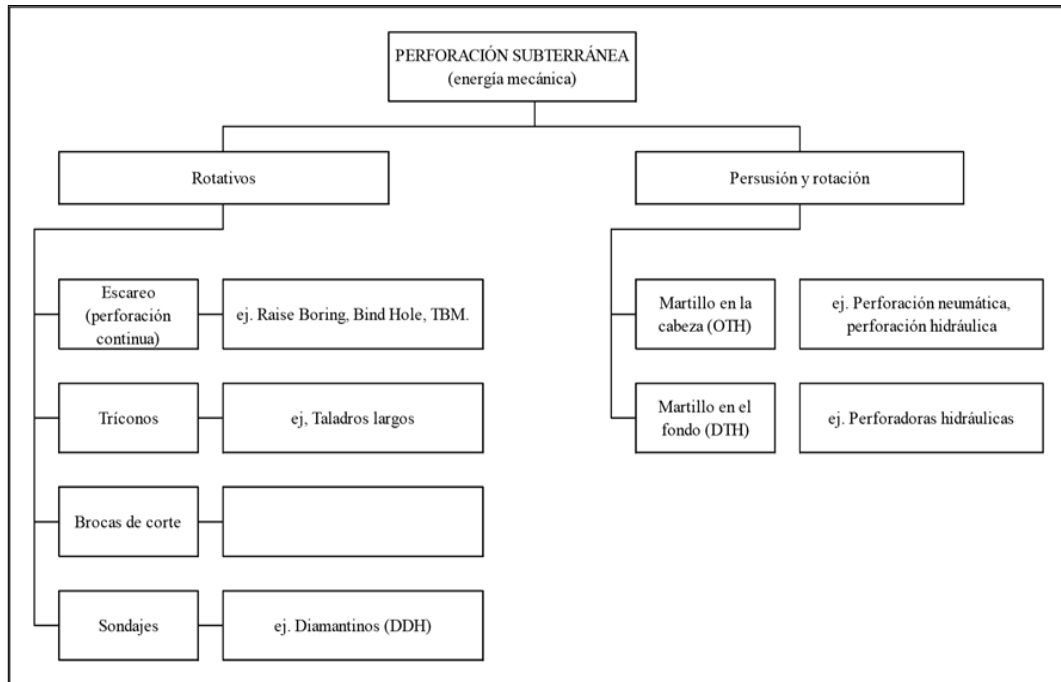 PERFORACIÓN SUBTERRÁNEA
(energía mecánica)
Rotativos
Persusión y rotación
Escareo
(perforación
continua)
ej. Raise Boring, Bind Hole, TBM.
Martillo en la
cabeza (OTH)
ej. Perforación neumática,
perforación hidráulica
Tríconos
ej, Taladros largos
Martillo en el
fondo (DTH)
ej. Perforadoras hidráulicas
Brocas de corte
Sondajes
ej. Diamantinos (DDH)